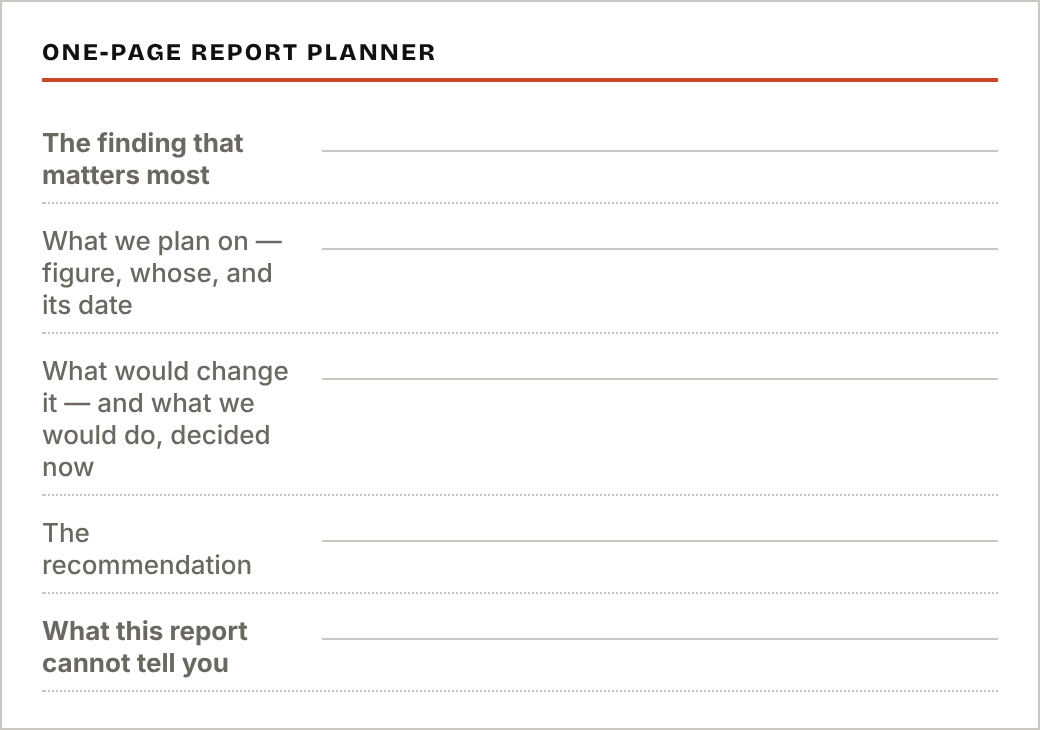 ONE-PAGE REPORT PLANNER
The finding that
matters most
What we plan on —
figure, whose, and
its date
What would change
it — and what we
would do, decided
now
The
recommendation
What this report
cannot tell you